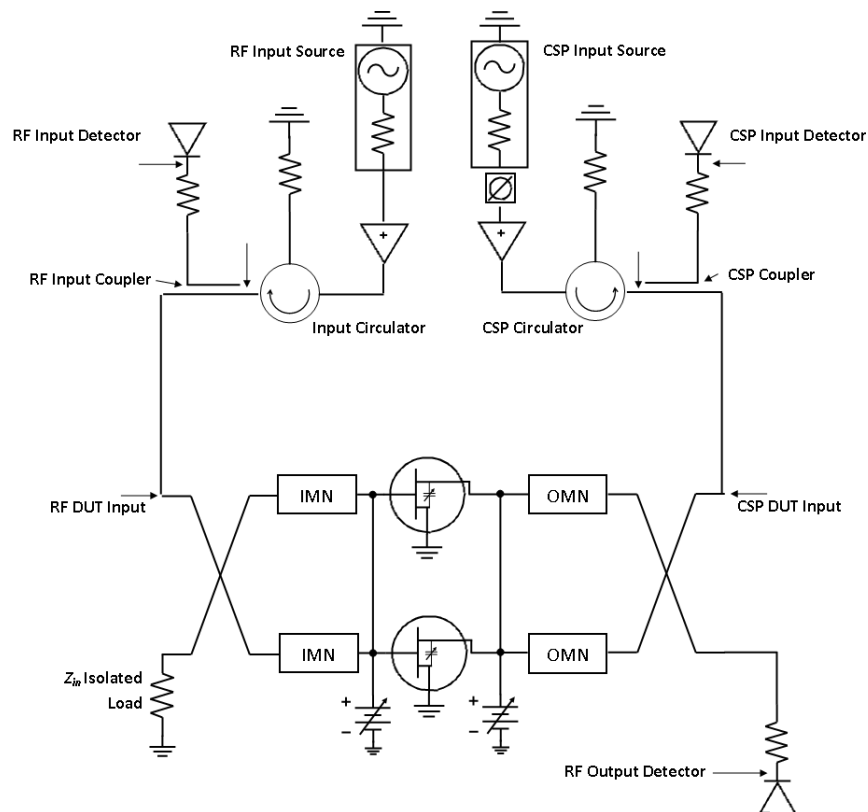 RF Input Source
CSP Input Source
RF Input Detector
CSP Input Detector
+
+
RF Input Coupler
CSP Coupler
Input Circulator
CSP Circulator
IMN
OMN
RF DUT Input
CSP DUT Input
IMN
OMN
Zin Isolated
Load
+
−
+
−
RF Output Detector